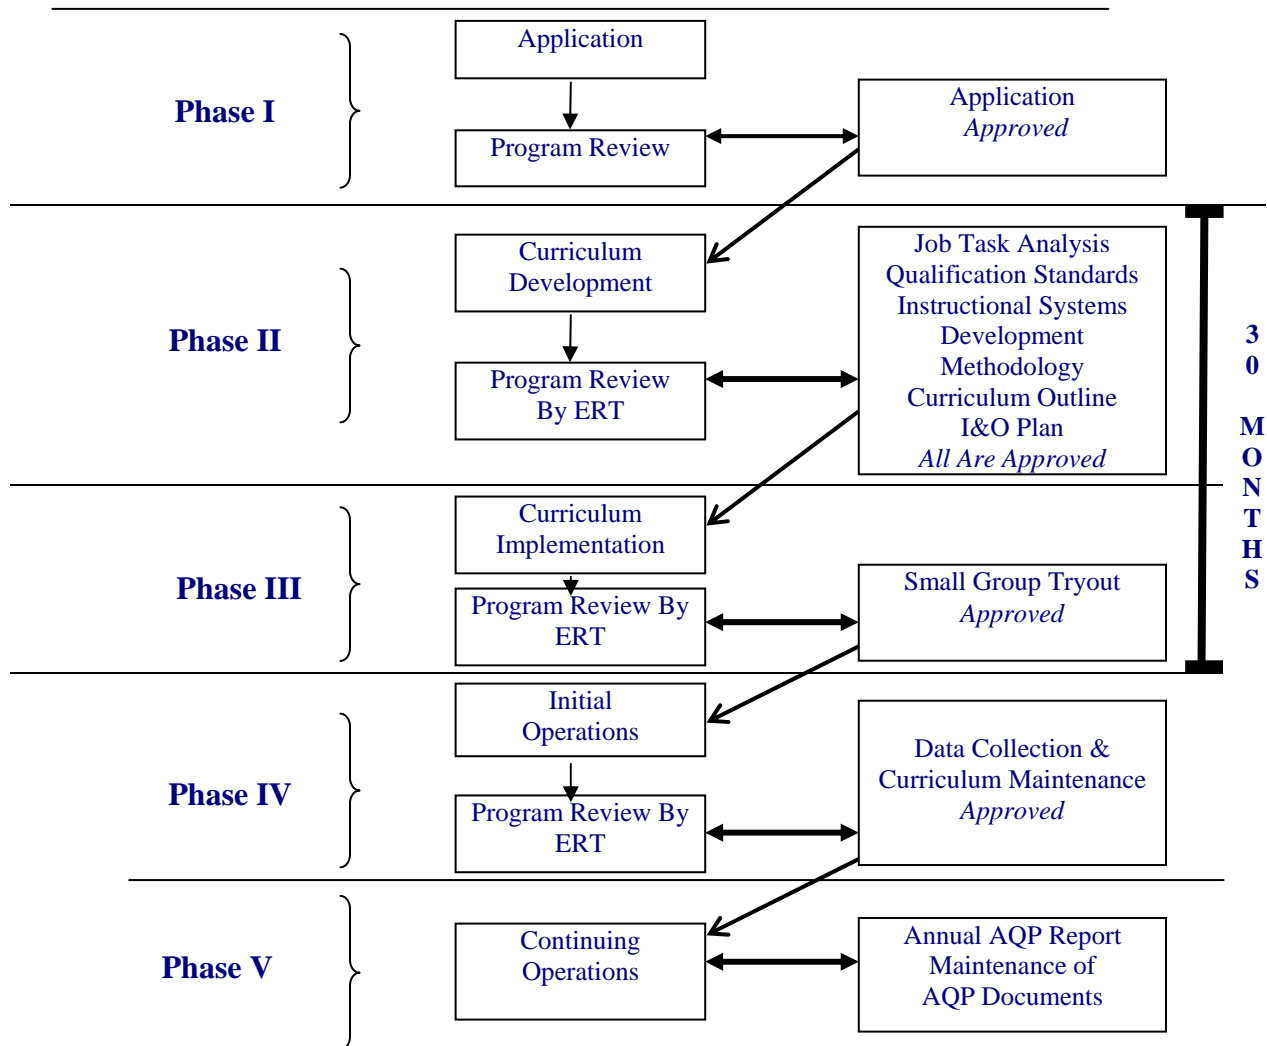 Application
Phase I
Application
Approved
Program Review
Curriculum
Development
Job Task Analysis
Qualification Standards
Instructional Systems
Development
Methodology
Curriculum Outline
I&O Plan
All Are Approved
Phase II
Program Review
By ERT
30 MONTHS
Curriculum
Implementation
Phase III
Program Review By
ERT
Small Group Tryout
Approved
Initial
Operations
Phase IV
Program Review By
ERT
Data Collection &
Curriculum Maintenance
Approved
Phase V
Continuing
Operations
Annual AQP Report
Maintenance of
AQP Documents